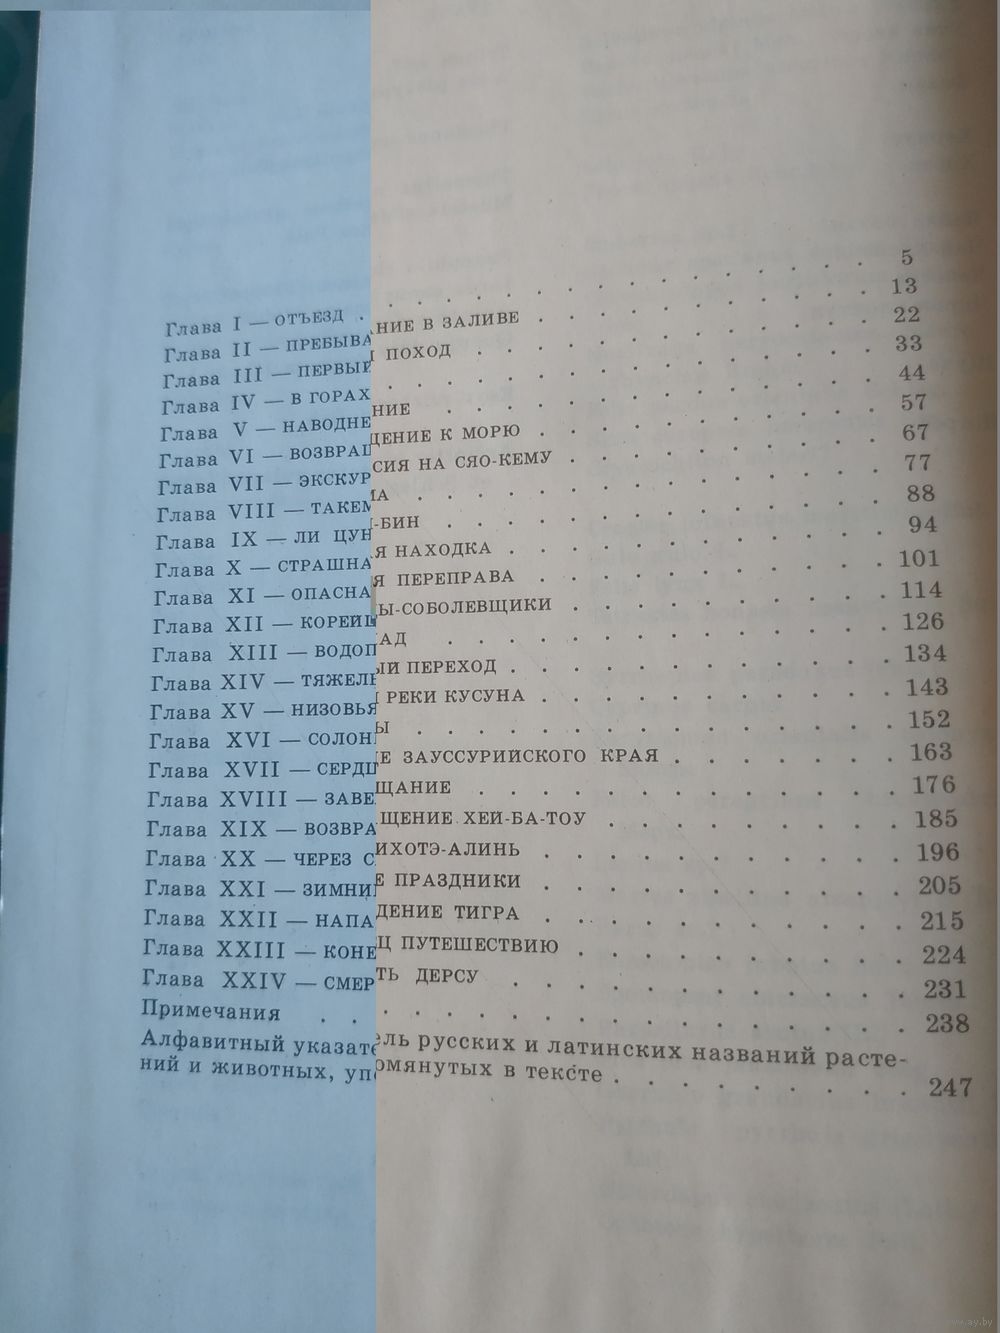 Глава I — ОТЪЕЗД . . . . . . . . . . . . 5
Глава II — ПРЕБЫВАНИЕ В ЗАЛИВЕ . . . . . . . . 13
Глава III — ПЕРВЫЙ ПОХОД . . . . . . . . . 22
Глава IV — В ГОРАХ . . . . . . . . . . . 33
Глава V — НАВОДНЕНИЕ . . . . . . . . . . 44
Глава VI — ВОЗВРАЩЕНИЕ К МОРЮ . . . . . . . . 57
Глава VII — ЭКСКУРСИЯ НА СЯО-КЕМУ . . . . . . . 67
Глава VIII — ТАКЕМА . . . . . . . . . . . 77
Глава IX — ЛИ ЦУН-БИН . . . . . . . . . . 88
Глава X — СТРАШНАЯ НАХОДКА . . . . . . . . . 94
Глава XI — ОПАСНАЯ ПЕРЕПРАВА . . . . . . . . 101
Глава XII — КОРЕЙЦЫ-СОБОЛЕВЩИКИ . . . . . . . 114
Глава XIII — ВОДОПАД . . . . . . . . . . 126
Глава XIV — ТЯЖЕЛЫЙ ПЕРЕХОД . . . . . . . . . 134
Глава XV — НИЗОВЬЯ РЕКИ КУСУНА . . . . . . . . 143
Глава XVI — СОЛОНЫ . . . . . . . . . . . 152
Глава XVII — СЕРДЦЕ ЗАУССУРИЙСКОГО КРАЯ . . . . . 163
Глава XVIII — ЗАВЕЩАНИЕ . . . . . . . . . . 176
Глава XIX — ВОЗВРАЩЕНИЕ ХЕЙ-БА-ТОУ . . . . . . 185
Глава XX — ЧЕРЕЗ СИХОТЭ-АЛИНЬ . . . . . . . . 196
Глава XXI — ЗИМНИЕ ПРАЗДНИКИ . . . . . . . . 205
Глава XXII — НАПАДЕНИЕ ТИГРА . . . . . . . . 215
Глава XXIII — КОНЕЦ ПУТЕШЕСТВИЮ . . . . . . . 224
Глава XXIV — СМЕРТЬ ДЕРСУ . . . . . . . . . 231
Примечания . . . . . . . . . . . . . 238
Алфавитный указатель русских и латинских названий расте-
ний и животных, упомянутых в тексте . . . . . . . 247
www.ay.by